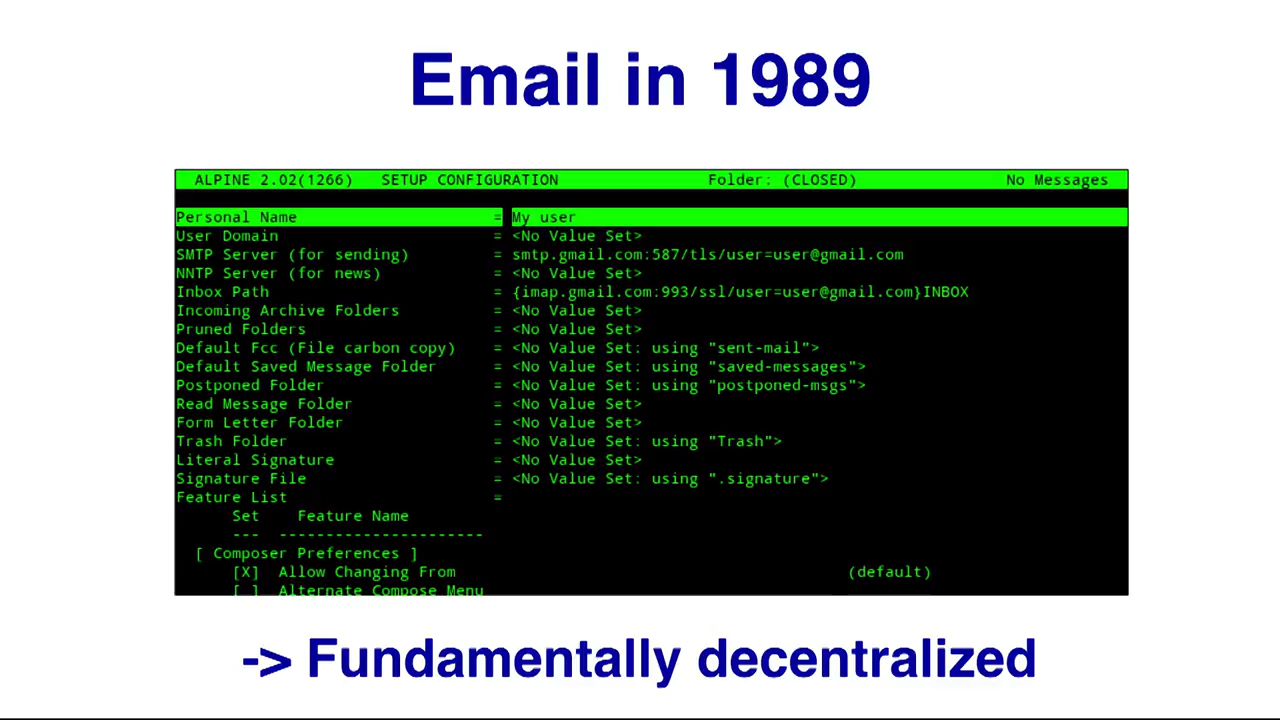 Email in 1989
ALPINE 2.02(1266) SETUP CONFIGURATION Folder: (CLOSED) No Messages
Personal Name = My user
User Domain = <No Value Set>
SMTP Server (for sending) = smtp.gmail.com:587/tls/user=user@gmail.com
NNTP Server (for news) = <No Value Set>
Inbox Path = {imap.gmail.com:993/ssl/user=user@gmail.com}INBOX
Incoming Archive Folders = <No Value Set>
Pruned Folders = <No Value Set>
Default Fcc (File carbon copy) = <No Value Set: using "sent-mail">
Default Saved Message Folder = <No Value Set: using "saved-messages">
Postponed Folder = <No Value Set: using "postponed-msgs">
Read Message Folder = <No Value Set>
Form Letter Folder = <No Value Set>
Trash Folder = <No Value Set: using "Trash">
Literal Signature = <No Value Set>
Signature File = <No Value Set: using ".signature">
Feature List =
Set Feature Name
--- ----------------------
[ Composer Preferences ]
[X] Allow Changing From (default)
[ ] Alternate Compose Menu
-> Fundamentally decentralized